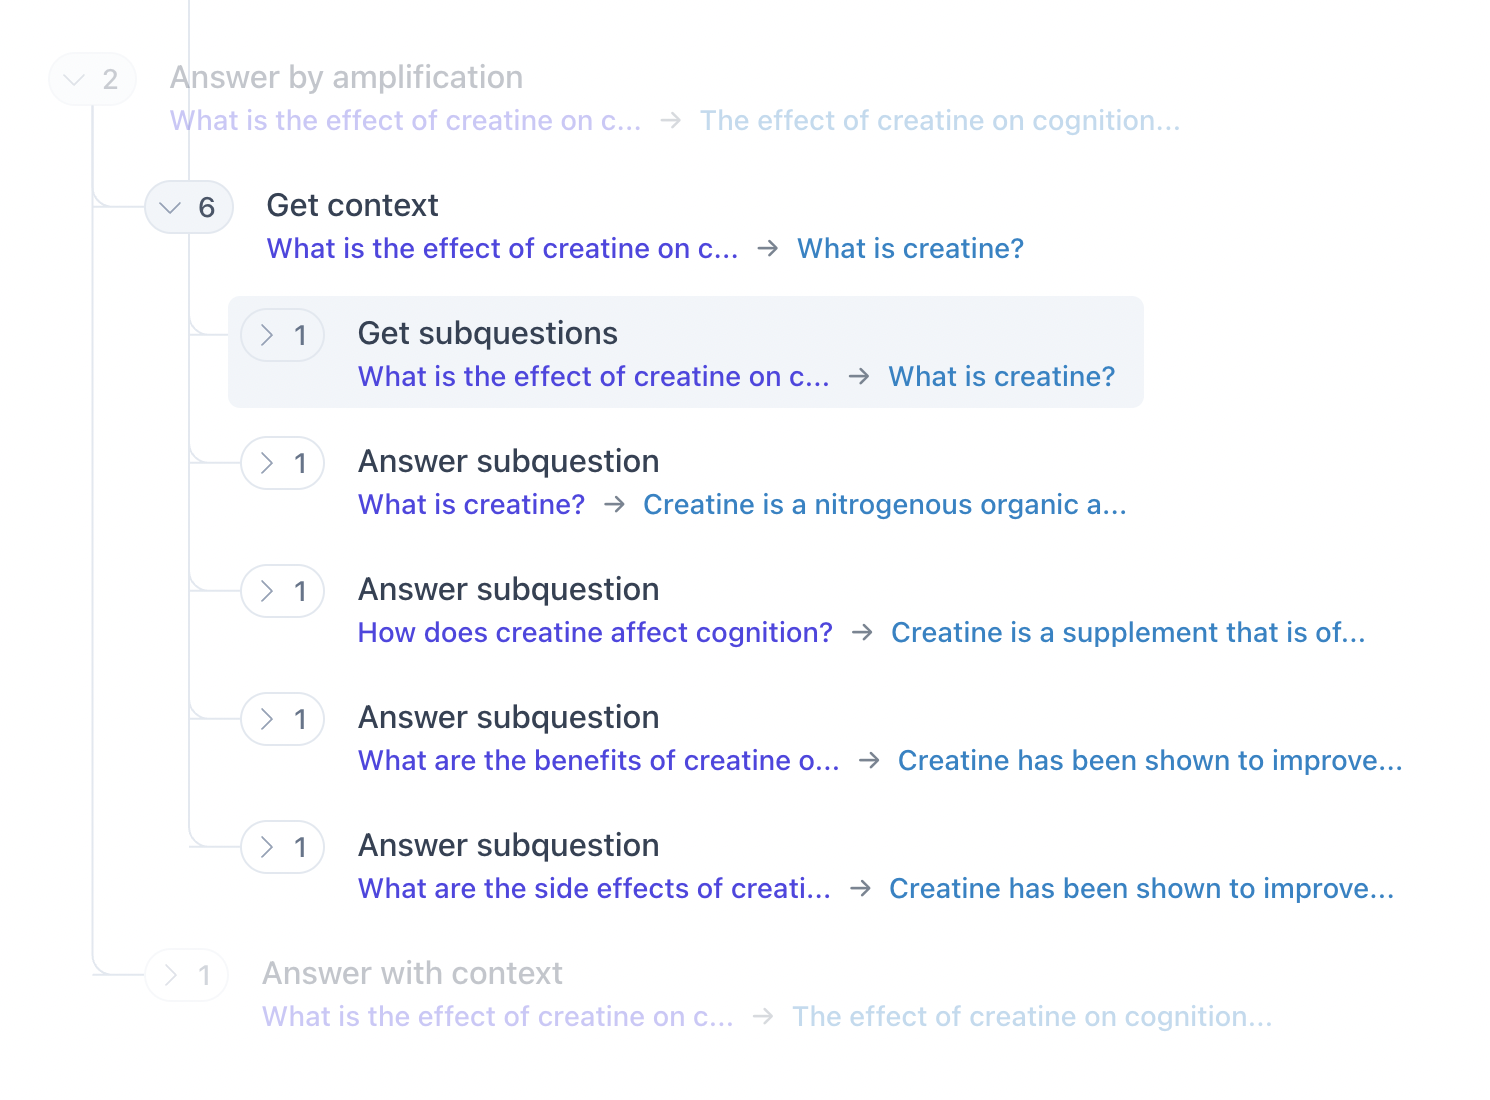 2 Answer by amplification
What is the effect of creatine on c... → The effect of creatine on cognition...
6 Get context
What is the effect of creatine on c... → What is creatine?
1 Get subquestions
What is the effect of creatine on c... → What is creatine?
1 Answer subquestion
What is creatine? → Creatine is a nitrogenous organic a...
1 Answer subquestion
How does creatine affect cognition? → Creatine is a supplement that is of...
1 Answer subquestion
What are the benefits of creatine o... → Creatine has been shown to improve...
1 Answer subquestion
What are the side effects of creati... → Creatine has been shown to improve...
1 Answer with context
What is the effect of creatine on c... → The effect of creatine on cognition...